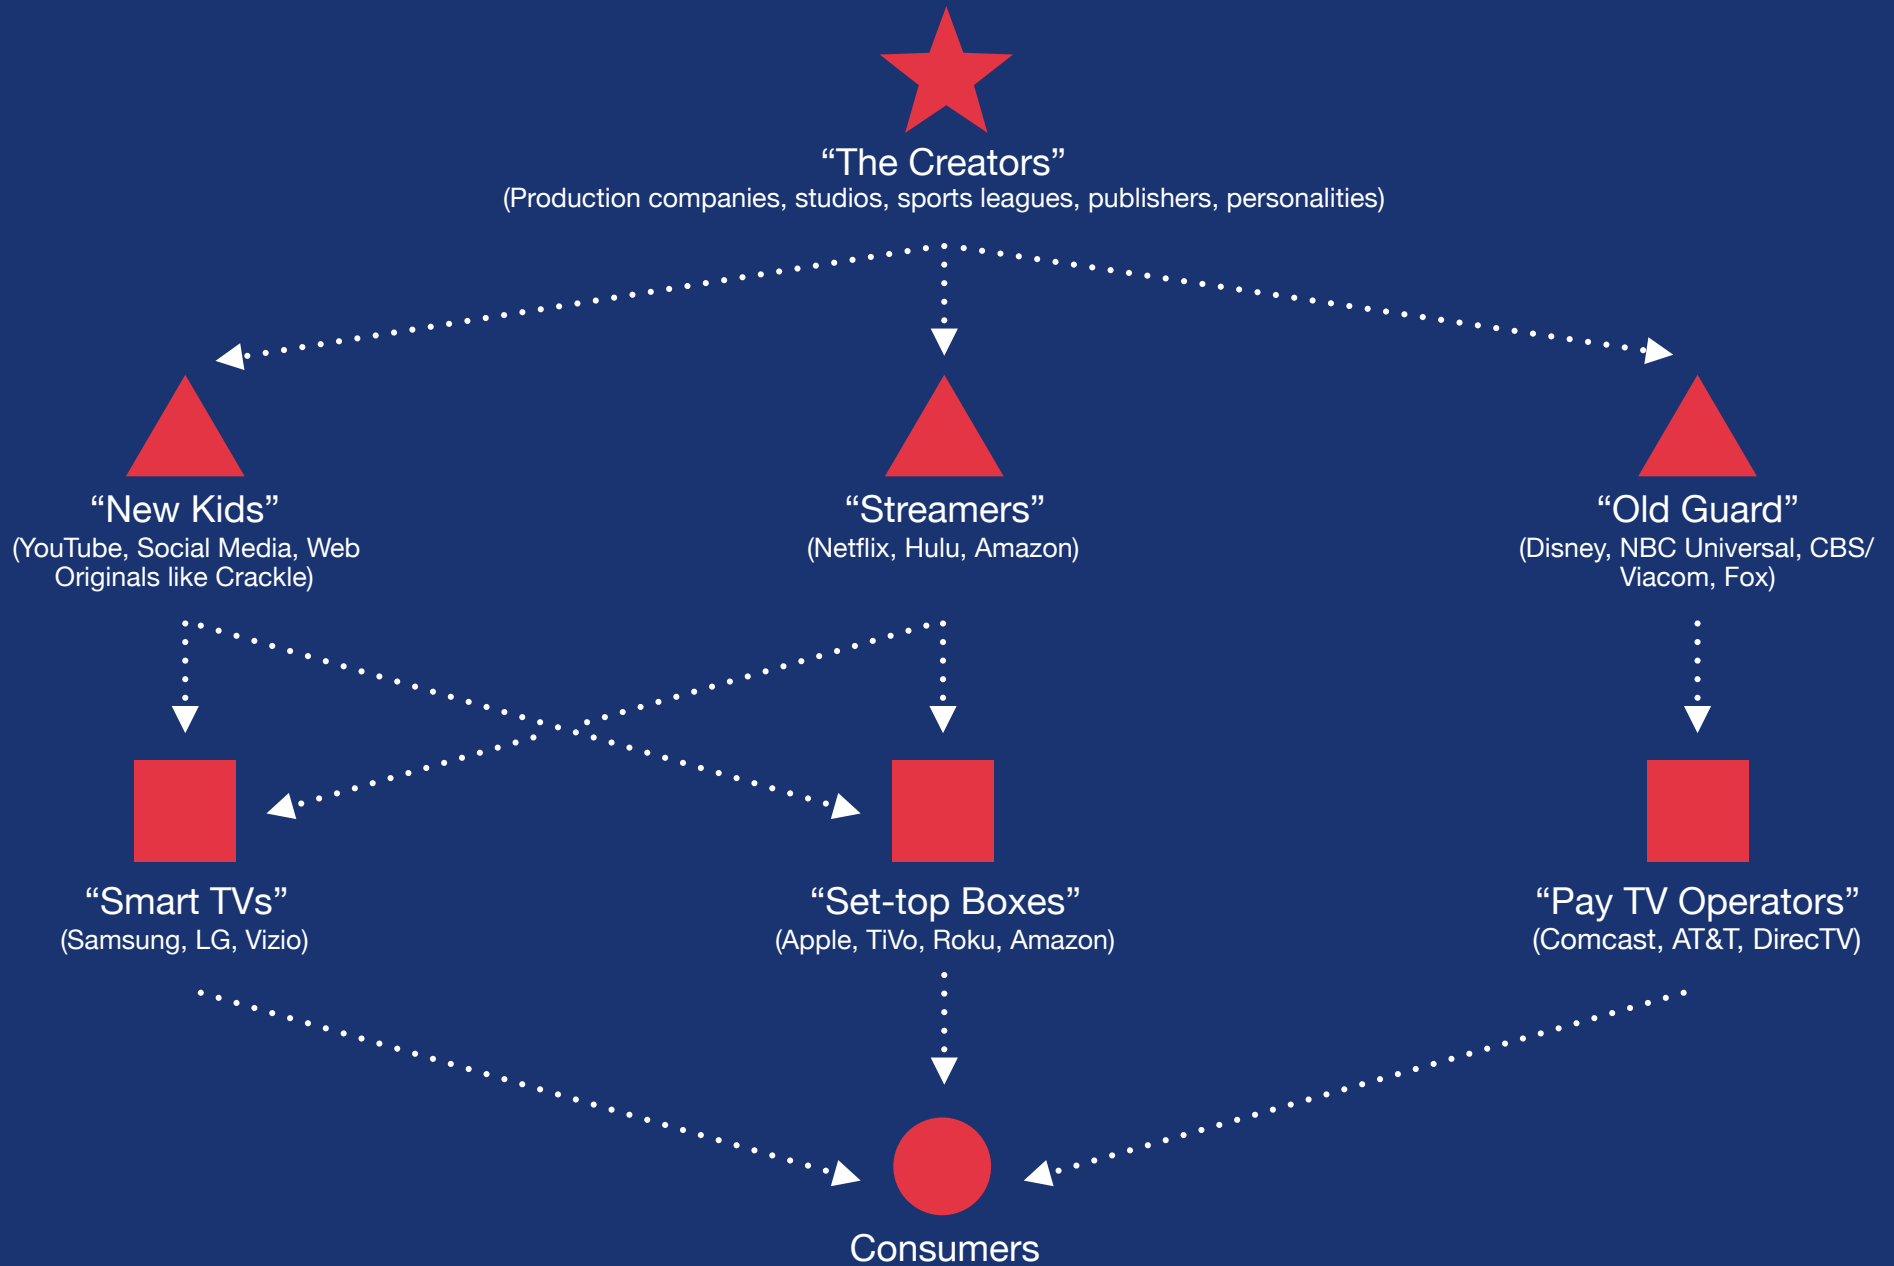 “The Creators”
(Production companies, studios, sports leagues, publishers, personalities)
“New Kids”
(YouTube, Social Media, Web
Originals like Crackle)
“Streamers”
(Netflix, Hulu, Amazon)
“Old Guard”
(Disney, NBC Universal, CBS/
Viacom, Fox)
“Smart TVs”
(Samsung, LG, Vizio)
“Set-top Boxes”
(Apple, TiVo, Roku, Amazon)
“Pay TV Operators”
(Comcast, AT&T, DirecTV)
Consumers